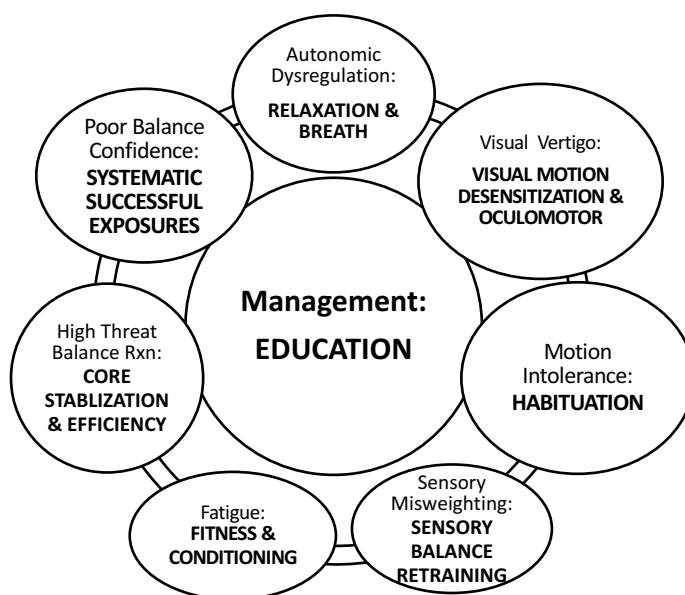 Autonomic
Dysregulation:
RELAXATION &
BREATH
Visual Vertigo:
VISUAL MOTION
DESENSITIZATION &
OCULOMOTOR
Motion
Intolerance:
HABITUATION
Sensory
Misweighting:
SENSORY
BALANCE
RETRAINING
Fatigue:
FITNESS &
CONDITIONING
High Threat
Balance Rxn:
CORE
STABLIZATION
& EFFICIENCY
Poor Balance
Confidence:
SYSTEMATIC
SUCCESSFUL
EXPOSURES
Management:
EDUCATION